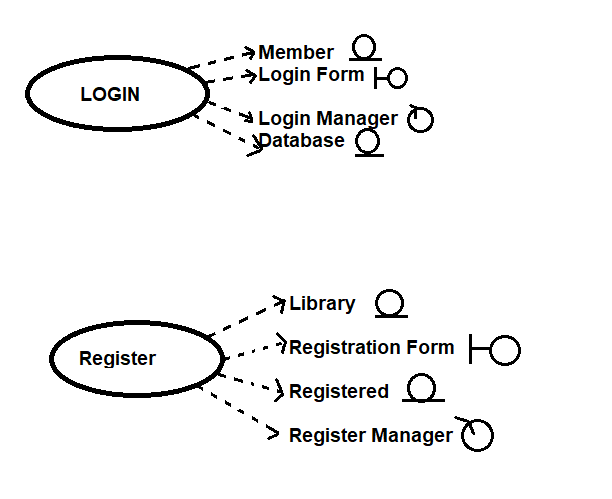 LOGIN
Member
Login Form
Login Manager
Database
Register
Library
Registration Form
Registered
Register Manager